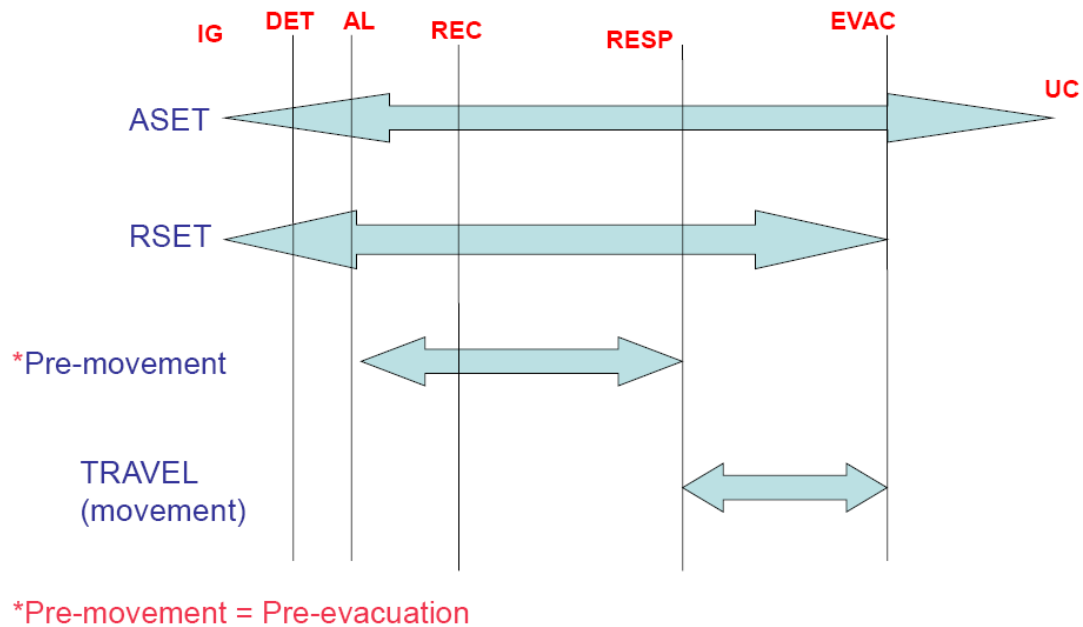 IG DET AL REC RESP EVAC UC
ASET
RSET
*Pre-movement
TRAVEL
(movement)
*Pre-movement = Pre-evacuation